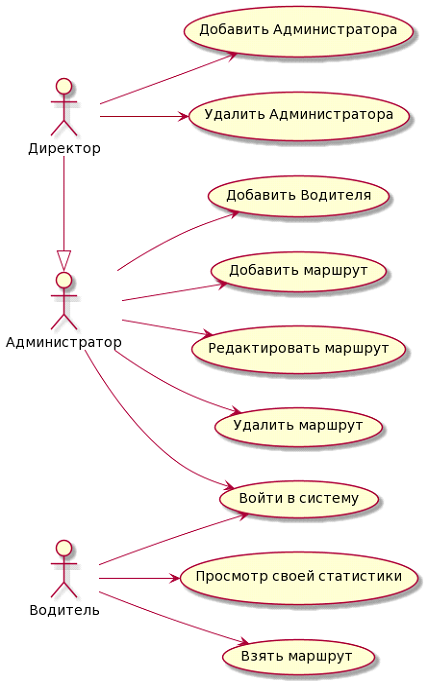 Добавить Администратора
Удалить Администратора
Директор
Добавить Водителя
Добавить маршрут
Администратор
Редактировать маршрут
Удалить маршрут
Войти в систему
Водитель
Просмотр своей статистики
Взять маршрут